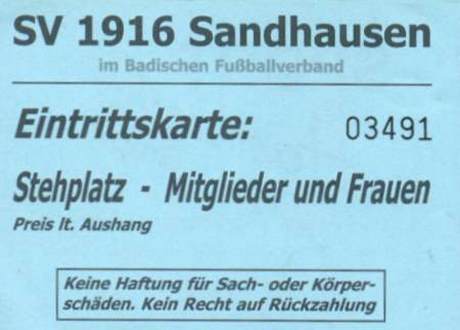 SV 1916 Sandhausen
im Badischen Fußballverband
Eintrittskarte: 03491
Stehplatz - Mitglieder und Frauen
Preis lt. Aushang
Keine Haftung für Sach- oder Körper-
schäden. Kein Recht auf Rückzahlung